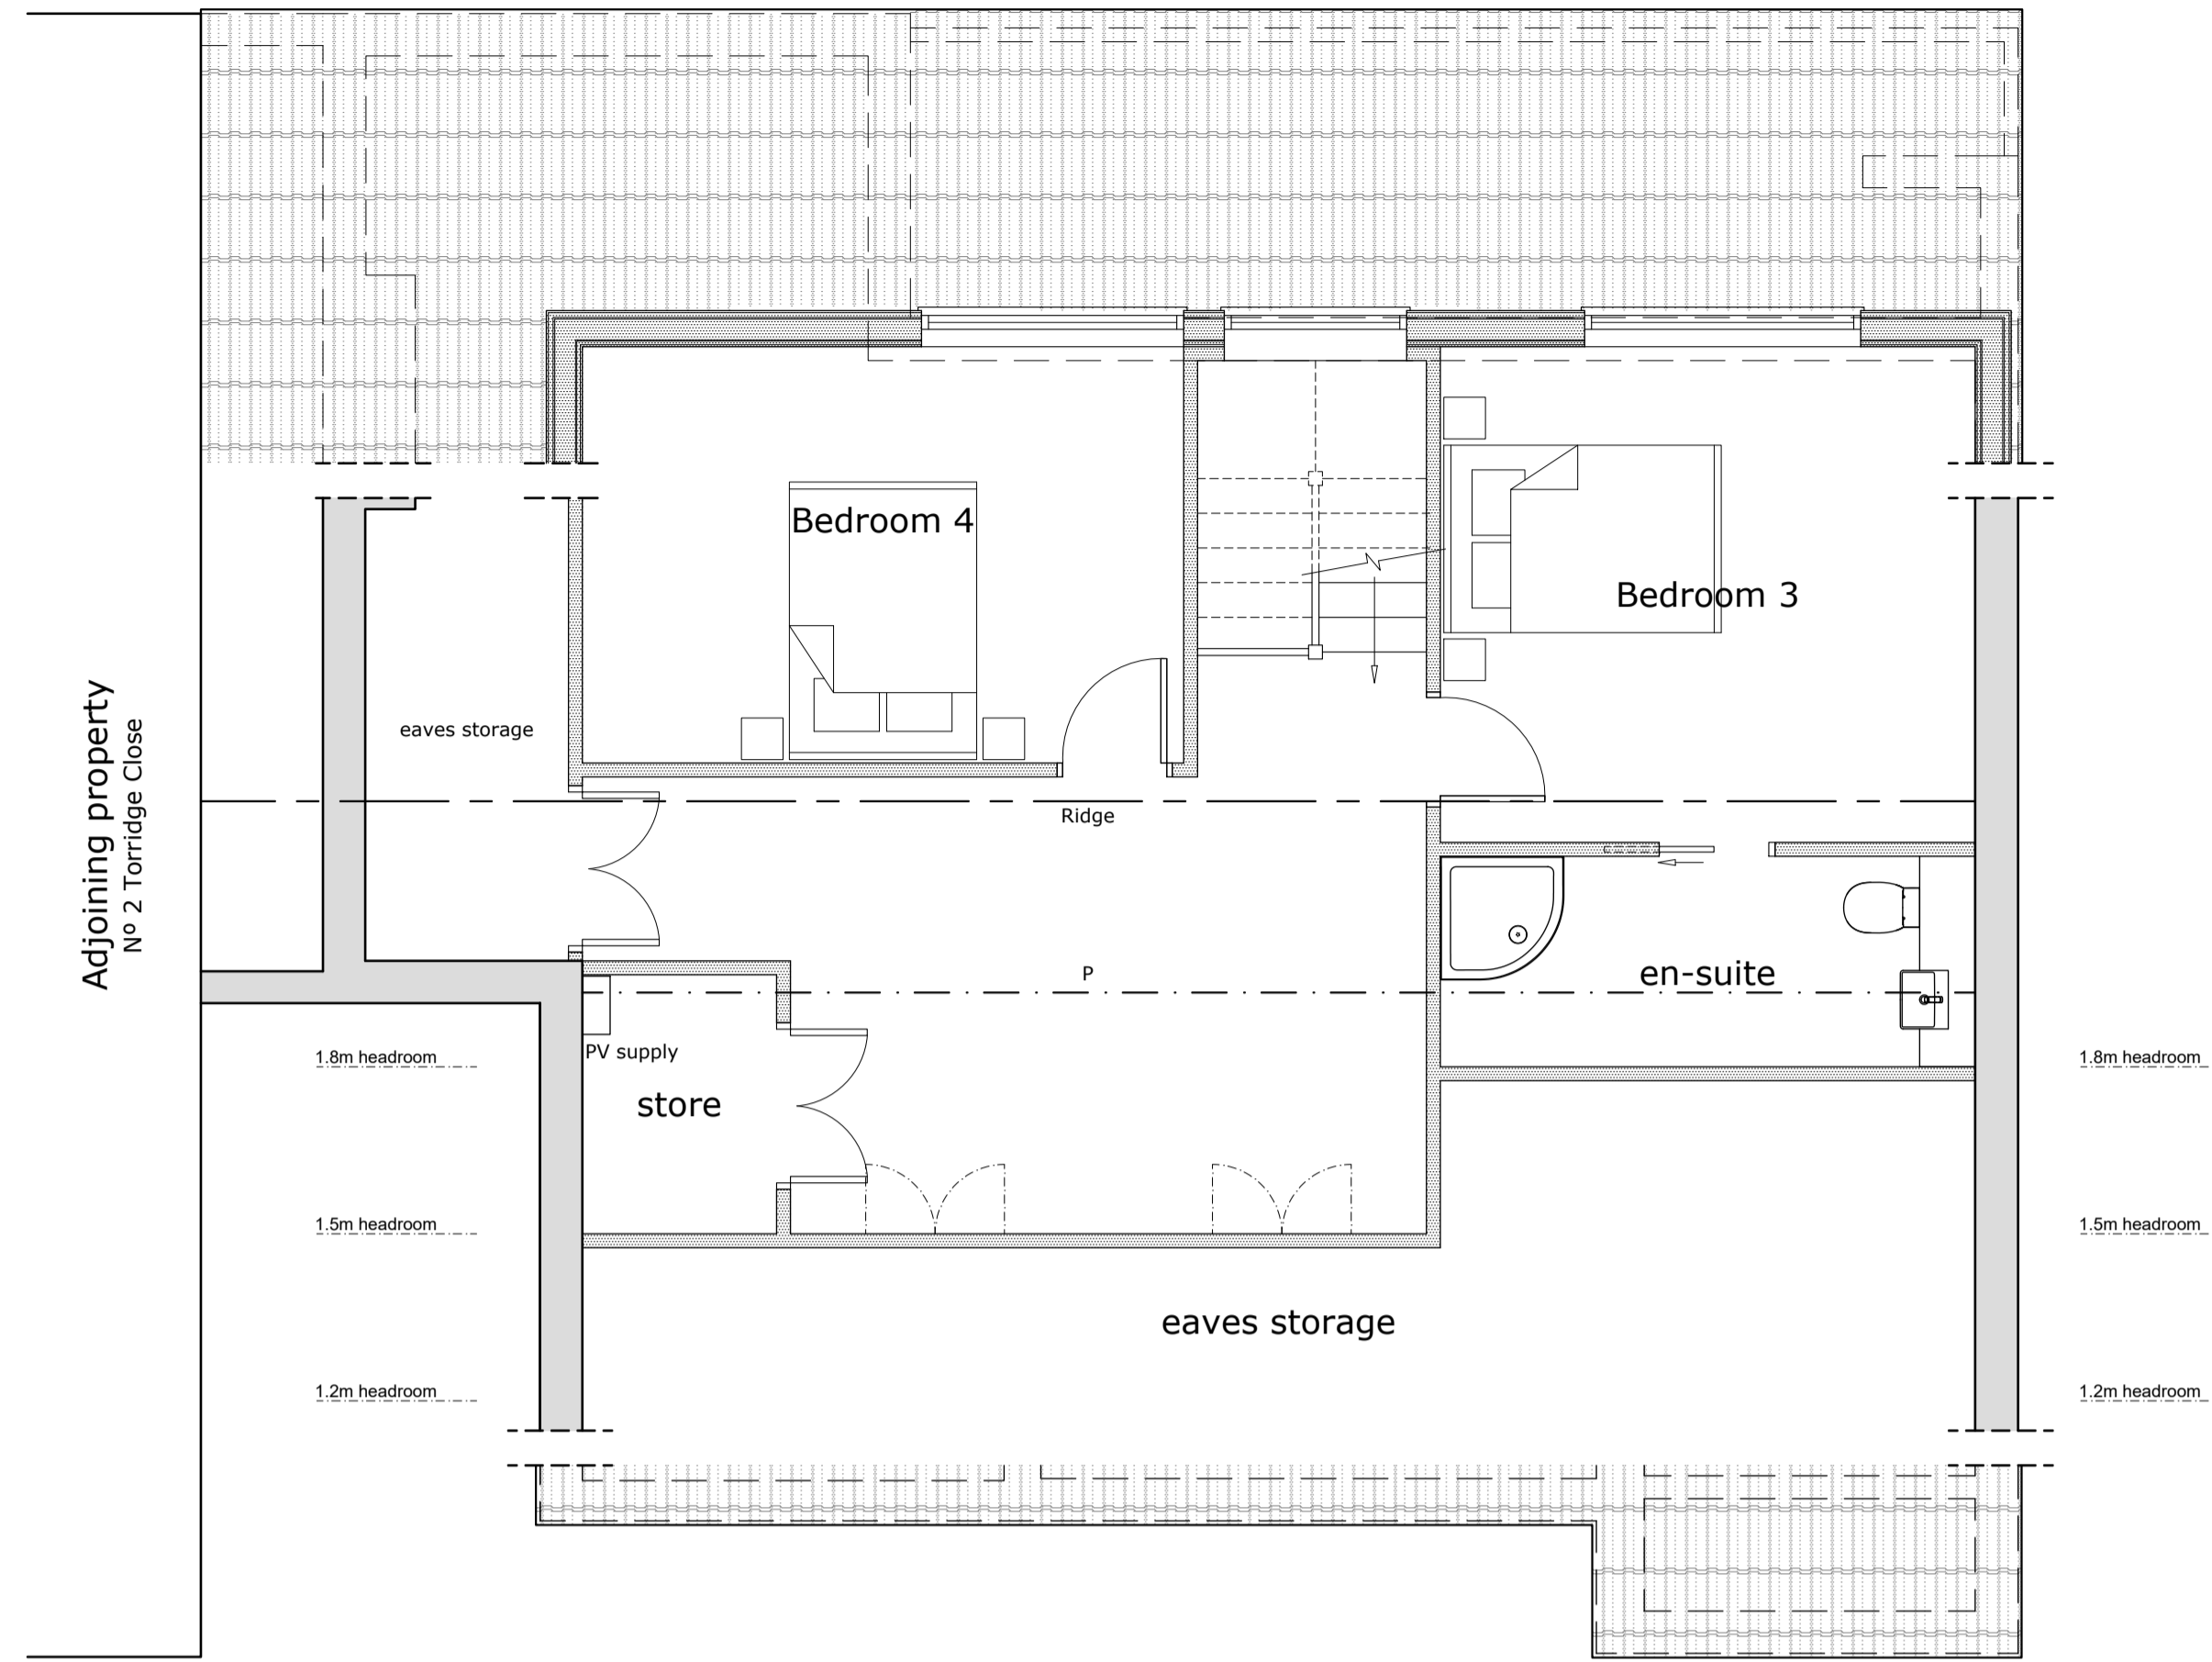 Bedroom 4
Bedroom 3
eaves storage
Adjoining property
Nº 2 Torridge Close
Ridge
P
en-suite
PV supply
store
1.8m headroom
1.8m headroom
1.5m headroom
1.5m headroom
eaves storage
1.2m headroom
1.2m headroom